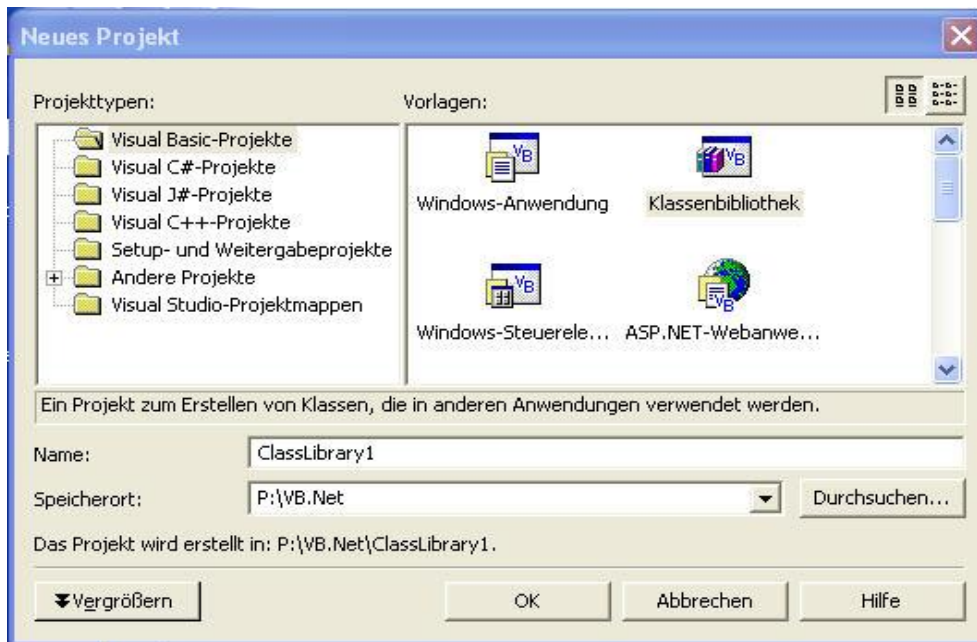 Neues Projekt
Projekttypen:
Vorlagen:
Visual Basic-Projekte
Visual C#-Projekte
Visual J#-Projekte
Visual C++-Projekte
Setup- und Weitergabeprojekte
Andere Projekte
Visual Studio-Projektmappen
Windows-Anwendung
Klassenbibliothek
Windows-Steuerele...
ASP.NET-Webanwe...
Ein Projekt zum Erstellen von Klassen, die in anderen Anwendungen verwendet werden.
Name:
ClassLibrary1
Speicherort:
P:\VB.Net
Durchsuchen...
Das Projekt wird erstellt in: P:\VB.Net\ClassLibrary1.
Vergrößern
OK
Abbrechen
Hilfe